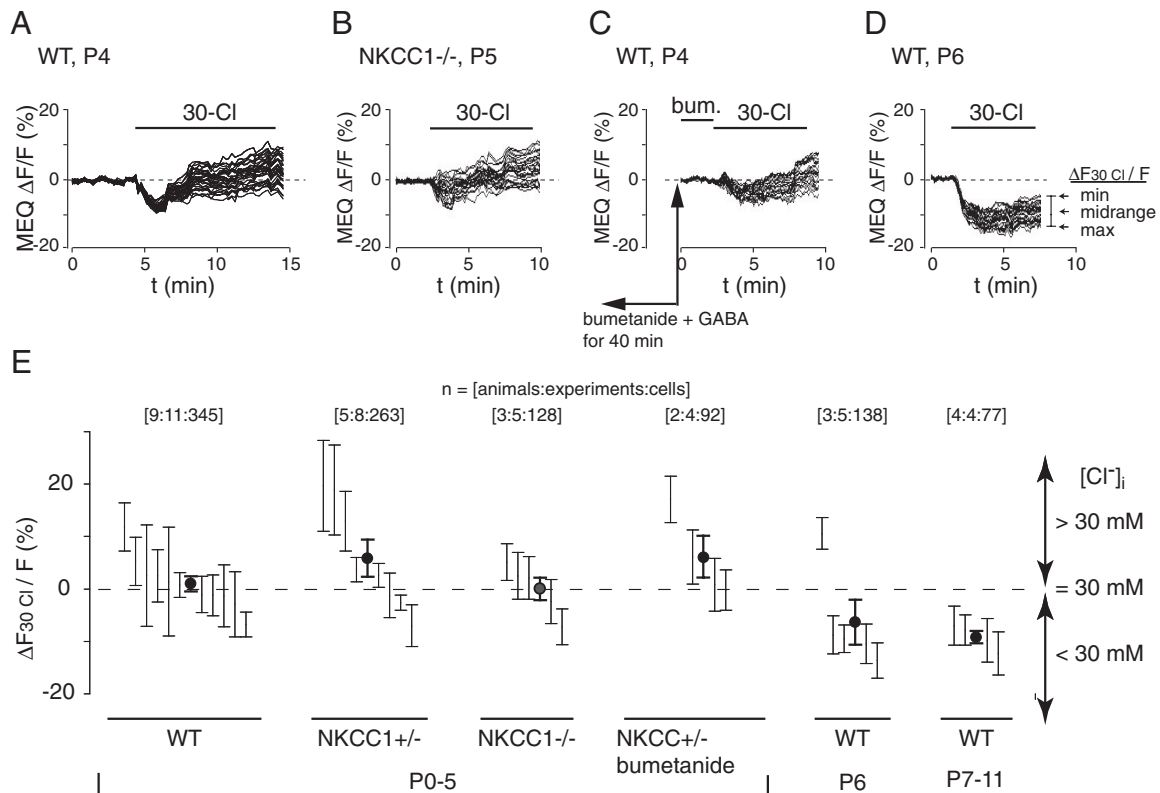 A
WT, P4
30-Cl
MEQ ΔF/F (%)
20
0
-20
0
5
10
15
t (min)
B
NKCC1-/-, P5
30-Cl
MEQ ΔF/F (%)
20
0
-20
0
5
10
t (min)
C
WT, P4
bum.
30-Cl
MEQ ΔF/F (%)
20
0
-20
0
5
10
t (min)
bumetanide + GABA
for 40 min
D
WT, P6
30-Cl
MEQ ΔF/F (%)
20
0
-20
0
5
10
t (min)
ΔF30 Cl / F
min
midrange
max
E
n = [animals:experiments:cells]
[9:11:345]
[5:8:263]
[3:5:128]
[2:4:92]
[3:5:138]
[4:4:77]
ΔF30 Cl / F (%)
20
0
-20
[Cl⁻]i
> 30 mM
= 30 mM
< 30 mM
WT
NKCC1+/-
NKCC1-/-
NKCC+/-
bumetanide
WT
WT
P0-5
P6
P7-11